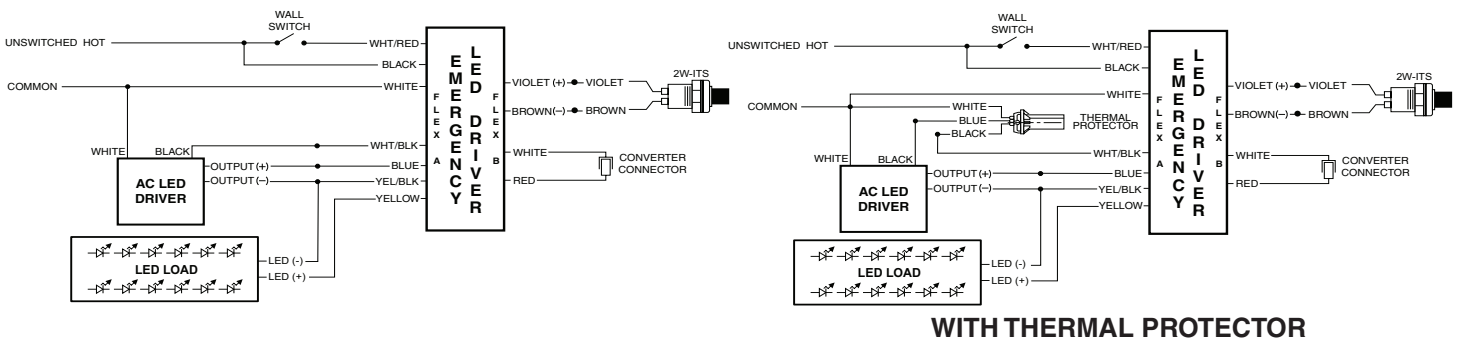 WALL
SWITCH
UNSWITCHED HOT
WHT/RED
BLACK
COMMON
WHITE
WHITE
BLACK
WHT/BLK
OUTPUT (+)
BLUE
OUTPUT (–)
YEL/BLK
YELLOW
AC LED
DRIVER
LED (-)
LED LOAD
LED (+)
FLEX A
EMERGENCY
LED DRIVER
FLEX B
VIOLET (+)
VIOLET
2W-ITS
BROWN(–)
BROWN
WHITE
CONVERTER
CONNECTOR
RED
WALL
SWITCH
UNSWITCHED HOT
WHT/RED
BLACK
WHITE
COMMON
WHITE
BLUE
THERMAL
PROTECTOR
BLACK
WHITE
BLACK
WHT/BLK
OUTPUT (+)
BLUE
OUTPUT (–)
YEL/BLK
YELLOW
AC LED
DRIVER
LED (-)
LED LOAD
LED (+)
FLEX A
EMERGENCY
LED DRIVER
FLEX B
VIOLET (+)
VIOLET
2W-ITS
BROWN(–)
BROWN
WHITE
CONVERTER
CONNECTOR
RED
WITH THERMAL PROTECTOR